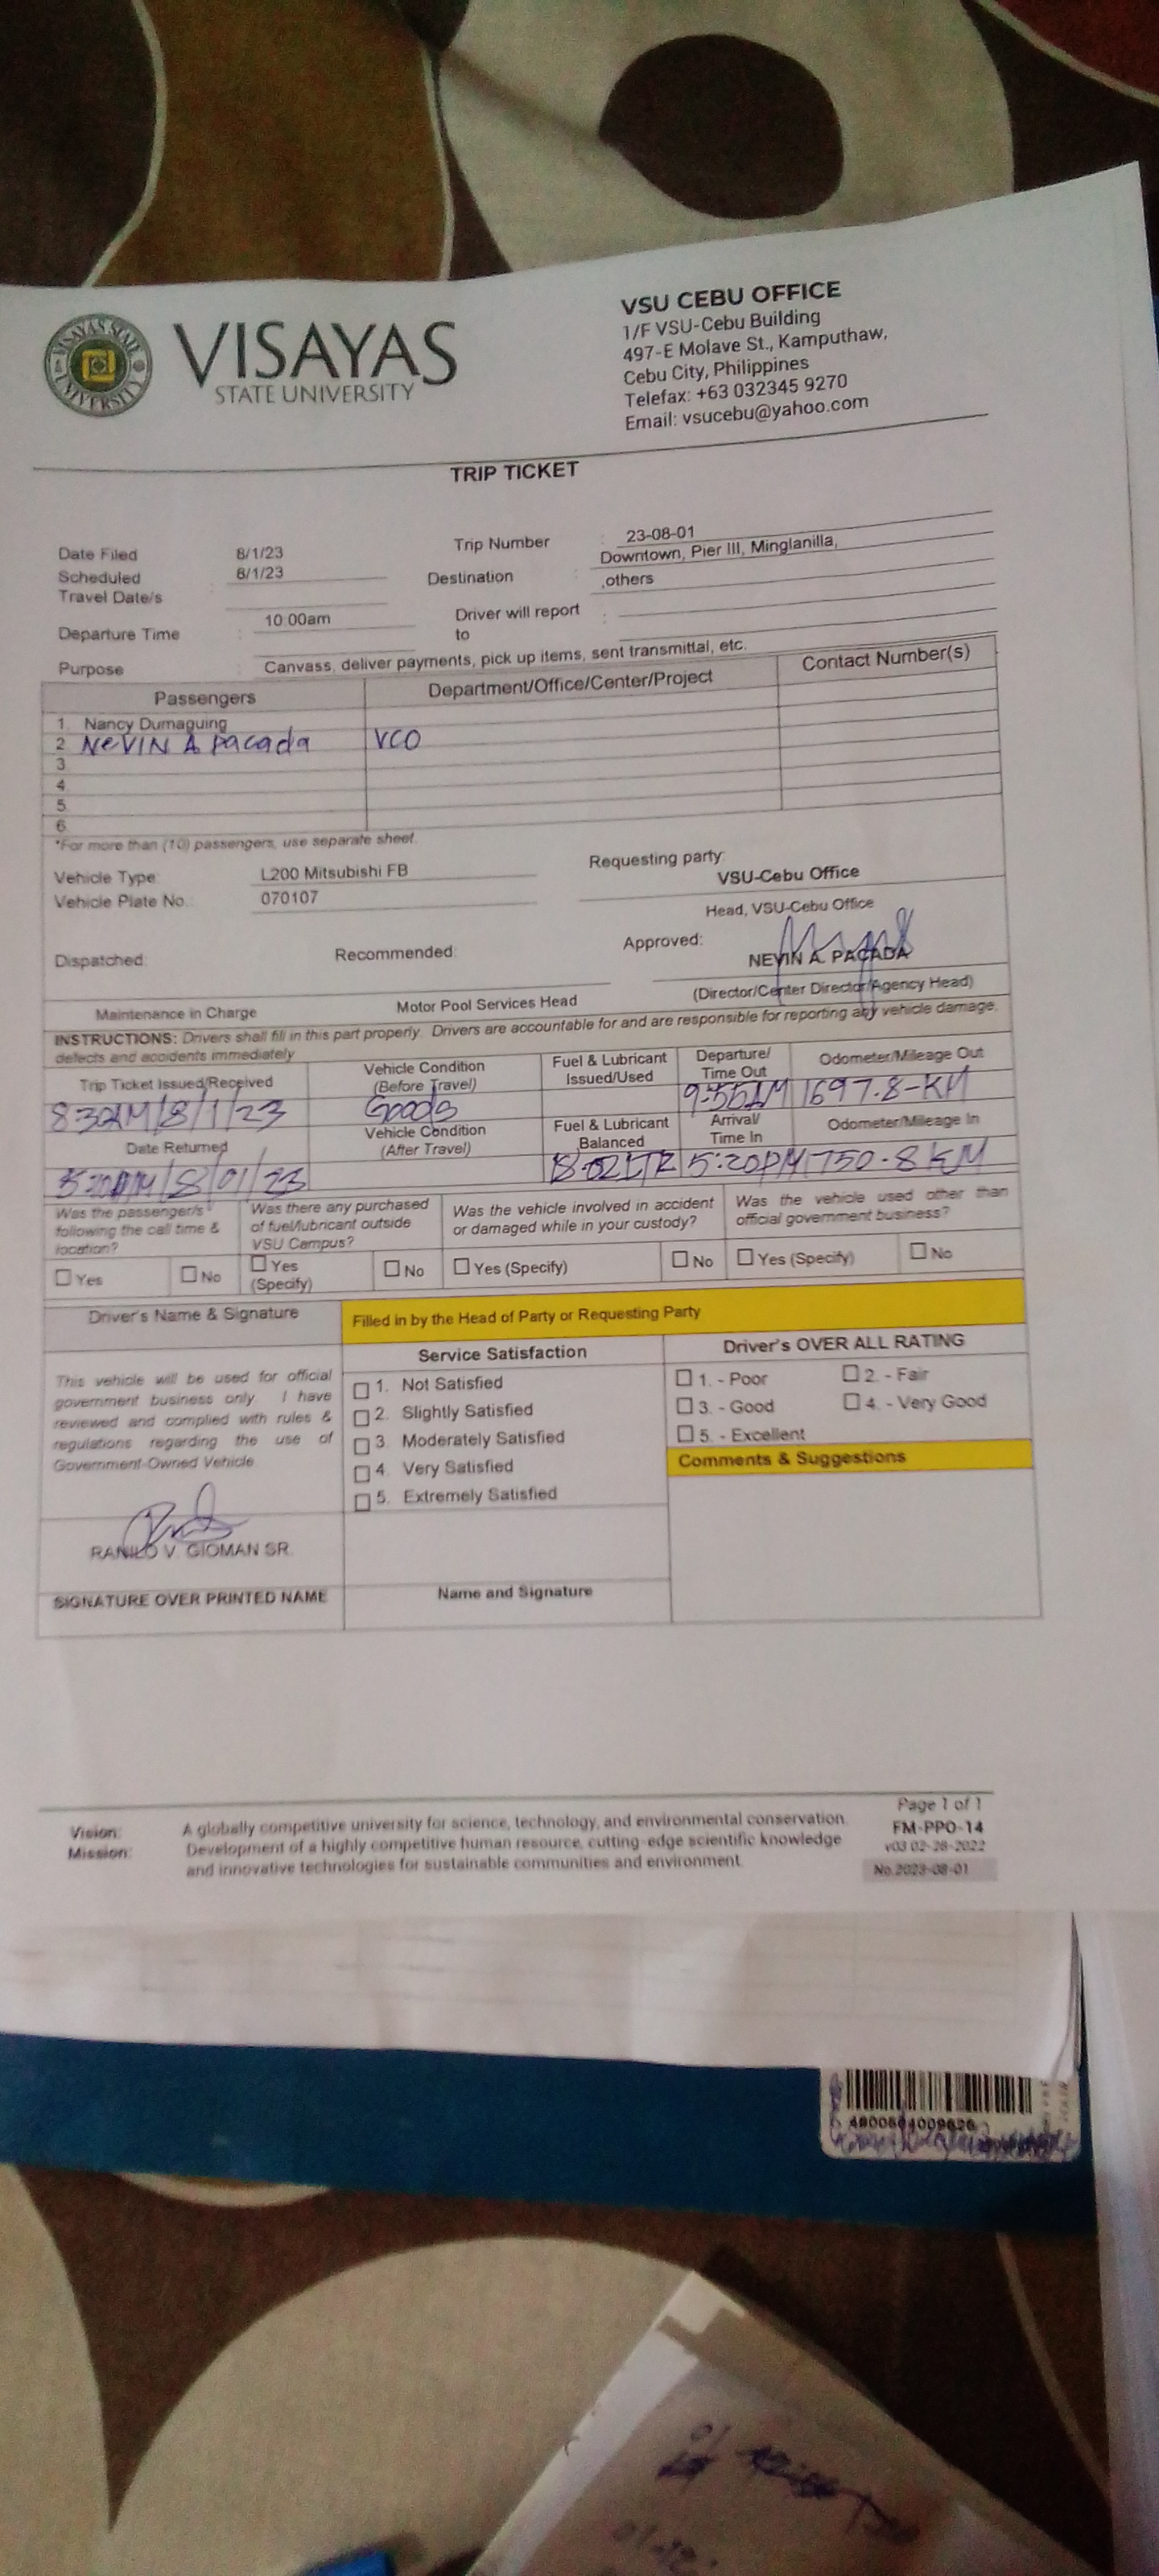 VISAYAS STATE UNIVERSITY
VISAYAS
STATE UNIVERSITY
VSU CEBU OFFICE
1/F VSU-Cebu Building
497-E Molave St., Kamputhaw,
Cebu City, Philippines
Telefax: +63 032345 9270
Email: vsucebu@yahoo.com
TRIP TICKET
Date Filed 8/1/23 Trip Number : 23-08-01
Scheduled Travel Date/s : 8/1/23 Destination : Downtown, Pier III, Minglanilla,
,others
Departure Time : 10:00am Driver will report to :
Purpose : Canvass, deliver payments, pick up items, sent transmittal, etc.
Passengers Department/Office/Center/Project Contact Number(s)
1. Nancy Dumaguing
2 NeVIN A pacada VCO
3
4.
5.
6.
*For more than (10) passengers, use separate sheet.
Vehicle Type: L200 Mitsubishi FB Requesting party:
VSU-Cebu Office
Vehicle Plate No.: 070107
Head, VSU-Cebu Office
Dispatched: Recommended: Approved:
NEVIN A. PACADA
Maintenance in Charge Motor Pool Services Head (Director/Center Director/Agency Head)
INSTRUCTIONS: Drivers shall fill in this part properly. Drivers are accountable for and are responsible for reporting any vehicle damage,
defects and accidents immediately
Trip Ticket Issued/Received Vehicle Condition (Before Travel) Fuel & Lubricant Issued/Used Departure/ Time Out Odometer/Mileage Out
8:30AM/8/1/23 Goods 9:55AM 1697.8-KM
Date Returned Vehicle Condition (After Travel) Fuel & Lubricant Balanced Arrival/ Time In Odometer/Mileage In
/8/01/23 5:20PM 1750.8KM
Was the passenger/s following the call time & location?
Was there any purchased of fuel/lubricant outside VSU Campus?
Was the vehicle involved in accident or damaged while in your custody?
Was the vehicle used other than official government business?
☐ Yes ☐ No ☐ Yes (Specify) ☐ No ☐ Yes (Specify) ☐ No ☐ Yes (Specify) ☐ No
Driver's Name & Signature Filled in by the Head of Party or Requesting Party
Service Satisfaction Driver's OVER ALL RATING
This vehicle will be used for official
government business only. I have
reviewed and complied with rules &
regulations regarding the use of
Government-Owned Vehicle.
☐ 1. Not Satisfied
☐ 2. Slightly Satisfied
☐ 3. Moderately Satisfied
☐ 4. Very Satisfied
☐ 5. Extremely Satisfied
☐ 1. - Poor ☐ 2. - Fair
☐ 3. - Good ☐ 4. - Very Good
☐ 5. - Excellent
Comments & Suggestions
RANILO V. GIOMAN SR.
SIGNATURE OVER PRINTED NAME Name and Signature
Page 1 of 1
FM-PPO-14
v03 02-28-2022
No.2023-08-01
Vision: A globally competitive university for science, technology, and environmental conservation.
Mission: Development of a highly competitive human resource, cutting-edge scientific knowledge
and innovative technologies for sustainable communities and environment.